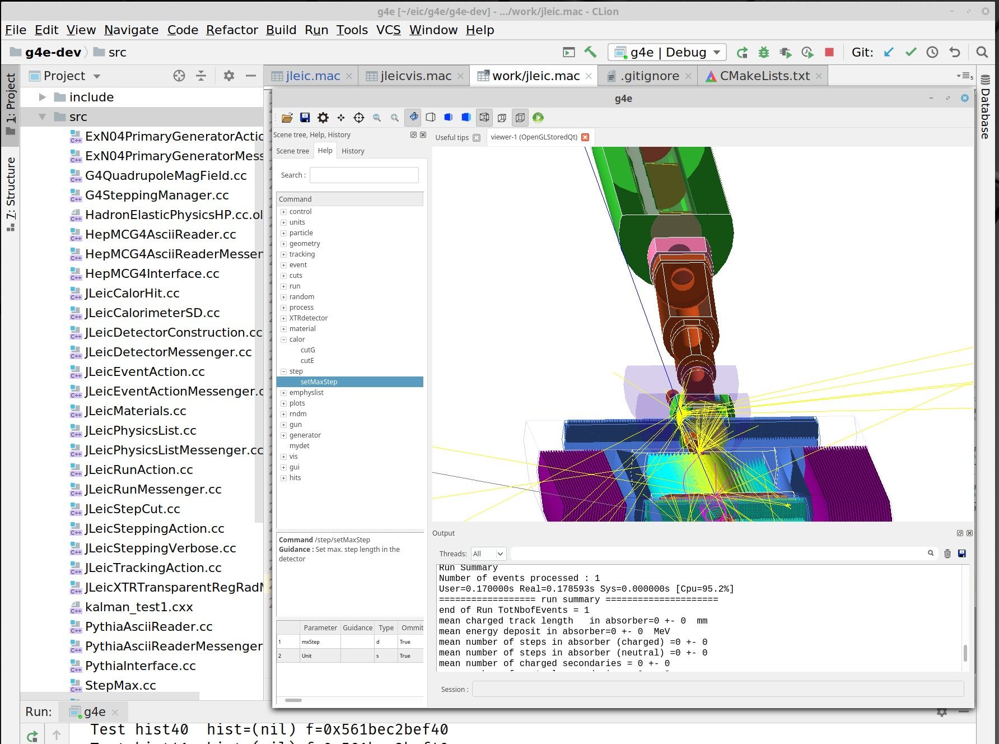 g4e [~/eic/g4e/g4e-dev] - .../work/jleic.mac - CLion
File Edit View Navigate Code Refactor Build Run Tools VCS Window Help
g4e-dev src
g4e | Debug
Git:
1: Project
7: Structure
Project
jleic.mac
jleicvis.mac
work/jleic.mac
.gitignore
CMakeLists.txt
5
Database
include
src
ExN04PrimaryGeneratorActio
ExN04PrimaryGeneratorMess
G4QuadrupoleMagField.cc
G4SteppingManager.cc
HadronElasticPhysicsHP.cc.ol
HepMCG4AsciiReader.cc
HepMCG4AsciiReaderMessen
HepMCG4Interface.cc
JLeicCalorHit.cc
JLeicCalorimeterSD.cc
JLeicDetectorConstruction.cc
JLeicDetectorMessenger.cc
JLeicEventAction.cc
JLeicEventActionMessenger.c
JLeicMaterials.cc
JLeicPhysicsList.cc
JLeicPhysicsListMessenger.cc
JLeicRunAction.cc
JLeicRunMessenger.cc
JLeicStepCut.cc
JLeicSteppingAction.cc
JLeicSteppingVerbose.cc
JLeicTrackingAction.cc
JLeicXTRTransparentRegRadM
kalman_test1.cxx
PythiaAsciiReader.cc
PythiaAsciiReaderMessenger
PythiaInterface.cc
StepMax.cc
g4e
Scene tree, Help, History
Scene tree
Help
History
Search :
Command
control
units
particle
geometry
tracking
event
cuts
run
random
process
XTRdetector
material
calor
cutG
cutE
step
setMaxStep
emphyslist
plots
rndm
gun
generator
mydet
vis
gui
hits
Command /step/setMaxStep
Guidance : Set max. step length in the
detector
Parameter Guidance Type Ommit
1 mxStep d True
2 Unit s True
Useful tips
viewer-1 (OpenGLStoredQt)
Output
Threads: All
Run Summary
Number of events processed : 1
User=0.170000s Real=0.178593s Sys=0.000000s [Cpu=95.2%]
================== run summary =====================
end of Run TotNbofEvents = 1
mean charged track length   in absorber=0 +- 0  mm
mean energy deposit in absorber=0 +- 0  MeV
mean number of steps in absorber (charged) =0 +- 0
mean number of steps in absorber (neutral) =0 +- 0
mean number of charged secondaries = 0 +- 0
Session :
Run: g4e
Test hist40  hist=(nil) f=0x561bec2bef40